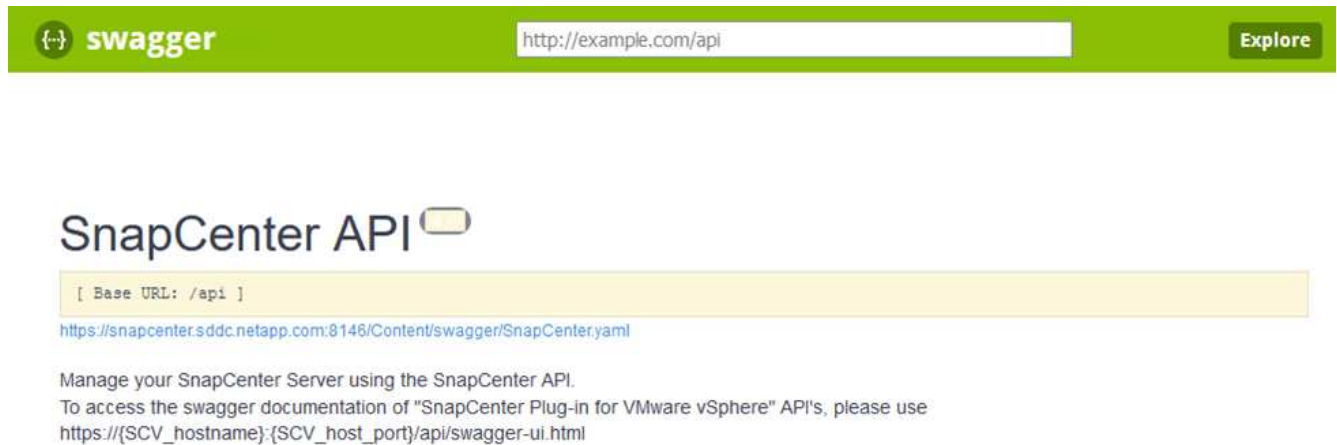 {··} swagger
http://example.com/api
Explore
SnapCenter API
[ Base URL: /api ]
https://snapcenter.sddc.netapp.com:8146/Content/swagger/SnapCenter.yaml
Manage your SnapCenter Server using the SnapCenter API.
To access the swagger documentation of "SnapCenter Plug-in for VMware vSphere" API's, please use
https://{SCV_hostname}:{SCV_host_port}/api/swagger-ui.html